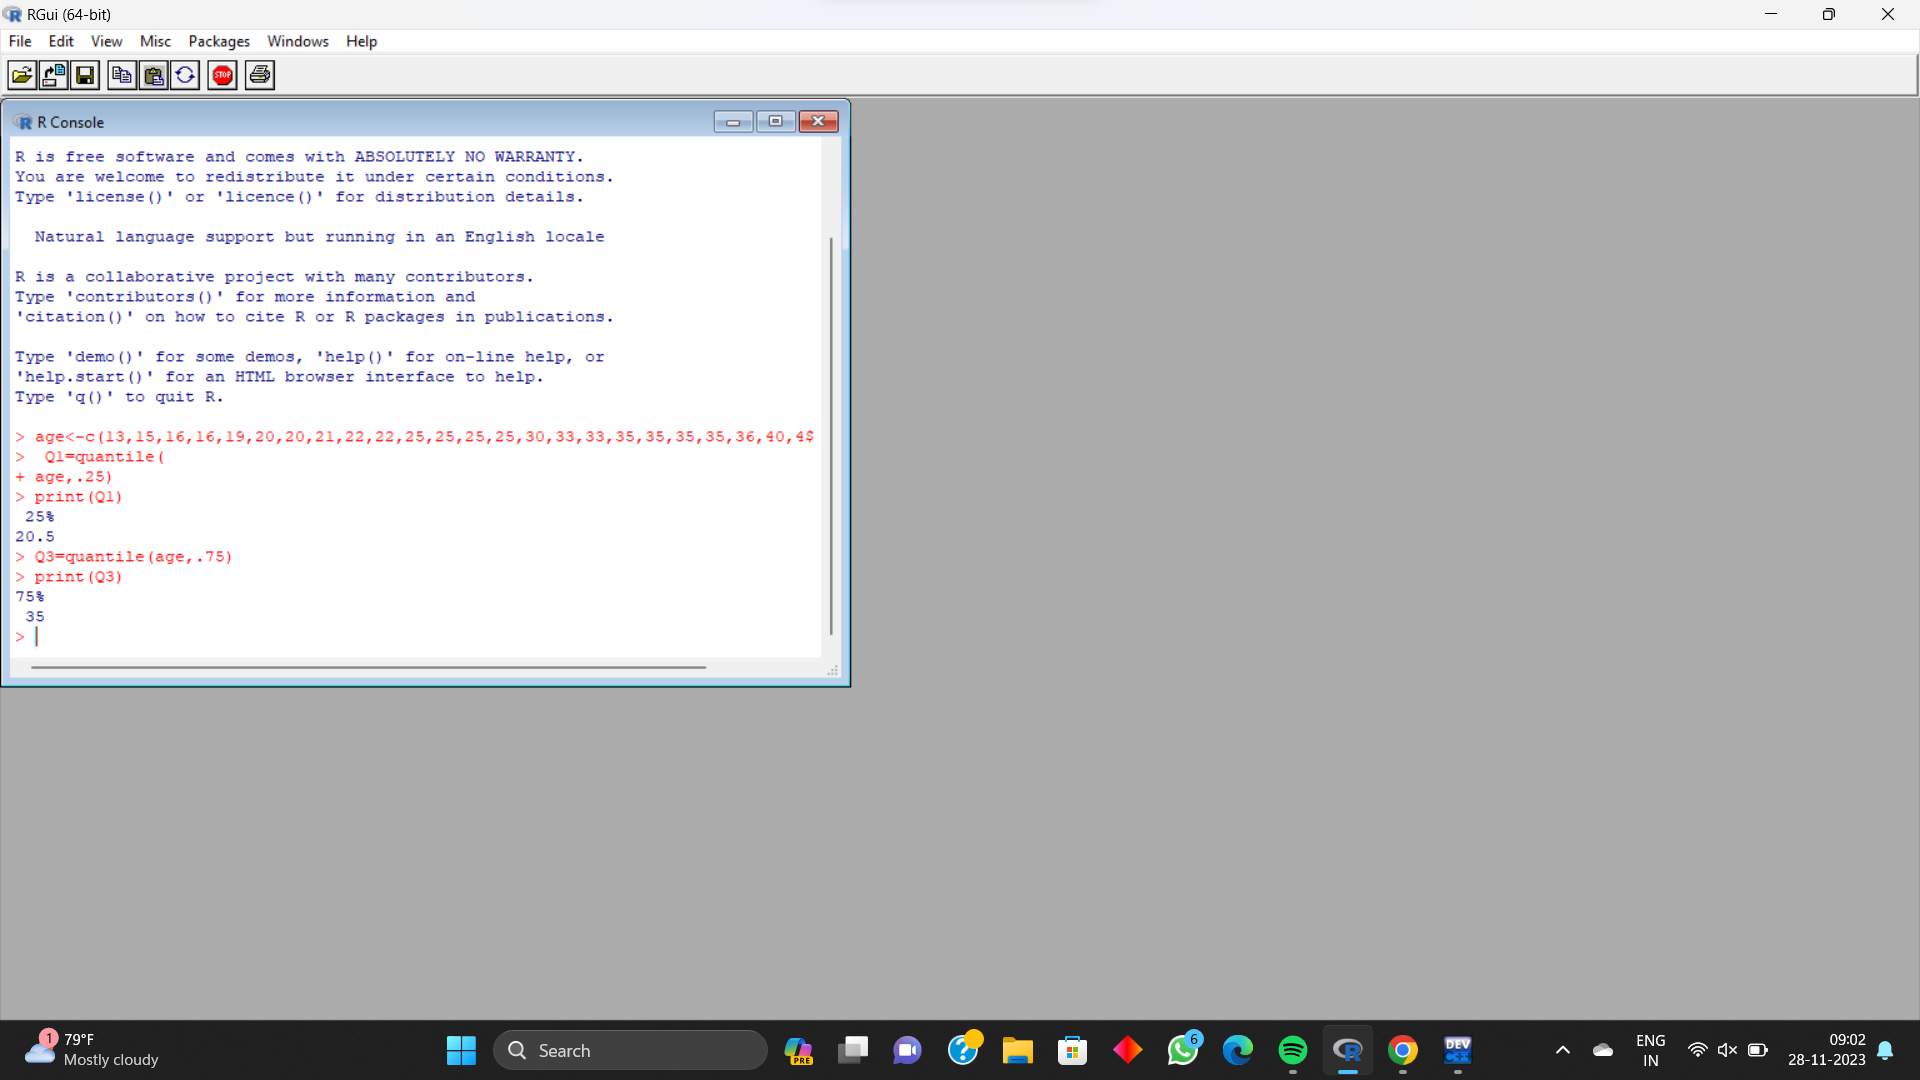 RGui (64-bit)
File Edit View Misc Packages Windows Help
STOP
R Console
R is free software and comes with ABSOLUTELY NO WARRANTY.
You are welcome to redistribute it under certain conditions.
Type 'license()' or 'licence()' for distribution details.
Natural language support but running in an English locale
R is a collaborative project with many contributors.
Type 'contributors()' for more information and
'citation()' on how to cite R or R packages in publications.
Type 'demo()' for some demos, 'help()' for on-line help, or
'help.start()' for an HTML browser interface to help.
Type 'q()' to quit R.
> age<-c(13,15,16,16,19,20,20,21,22,22,25,25,25,25,30,33,33,35,35,35,35,36,40,4$
>  Q1=quantile(
+ age,.25)
> print(Q1)
 25%
20.5
> Q3=quantile(age,.75)
> print(Q3)
75%
 35
>
1
79°F
Mostly cloudy
Search
PRE
6
DEV
C++
ENG
IN
09:02
28-11-2023